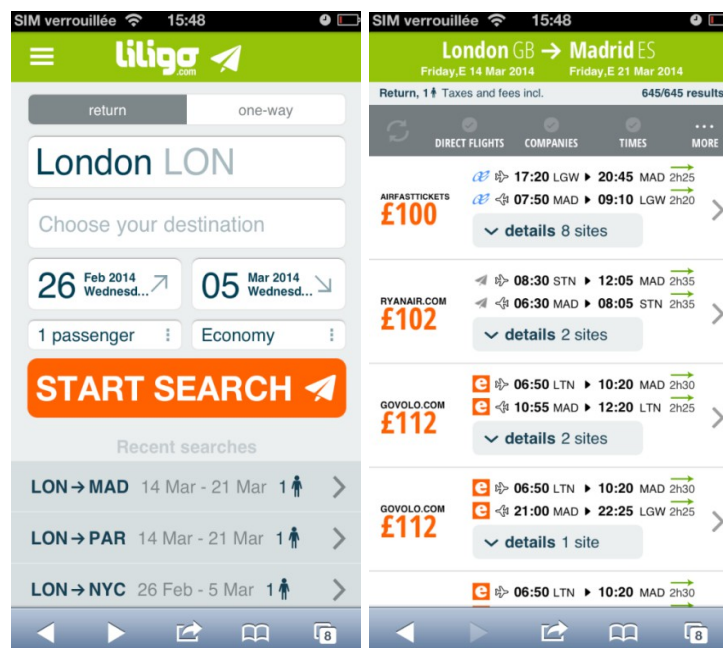 SIM verrouillée 15:48
liligo
.com
return one-way
London LON
Choose your destination
26 Feb 2014 Wednesd... 05 Mar 2014 Wednesd...
1 passenger Economy
START SEARCH
Recent searches
LON → MAD 14 Mar - 21 Mar 1
LON → PAR 14 Mar - 21 Mar 1
LON → NYC 26 Feb - 5 Mar 1
8
SIM verrouillée 15:48
London GB → Madrid ES
Friday,E 14 Mar 2014 Friday,E 21 Mar 2014
Return, 1 Taxes and fees incl. 645/645 results
DIRECT FLIGHTS COMPANIES TIMES MORE
17:20 LGW ▸ 20:45 MAD 2h25
AIRFASTTICKETS
£100
07:50 MAD ▸ 09:10 LGW 2h20
details 8 sites
08:30 STN ▸ 12:05 MAD 2h35
RYANAIR.COM
£102
06:30 MAD ▸ 08:05 STN 2h35
details 2 sites
e 06:50 LTN ▸ 10:20 MAD 2h30
GOVOLO.COM
£112
e 10:55 MAD ▸ 12:20 LTN 2h25
details 2 sites
e 06:50 LTN ▸ 10:20 MAD 2h30
GOVOLO.COM
£112
e 21:00 MAD ▸ 22:25 LGW 2h25
details 1 site
e 06:50 LTN ▸ 10:20 MAD 2h30
8